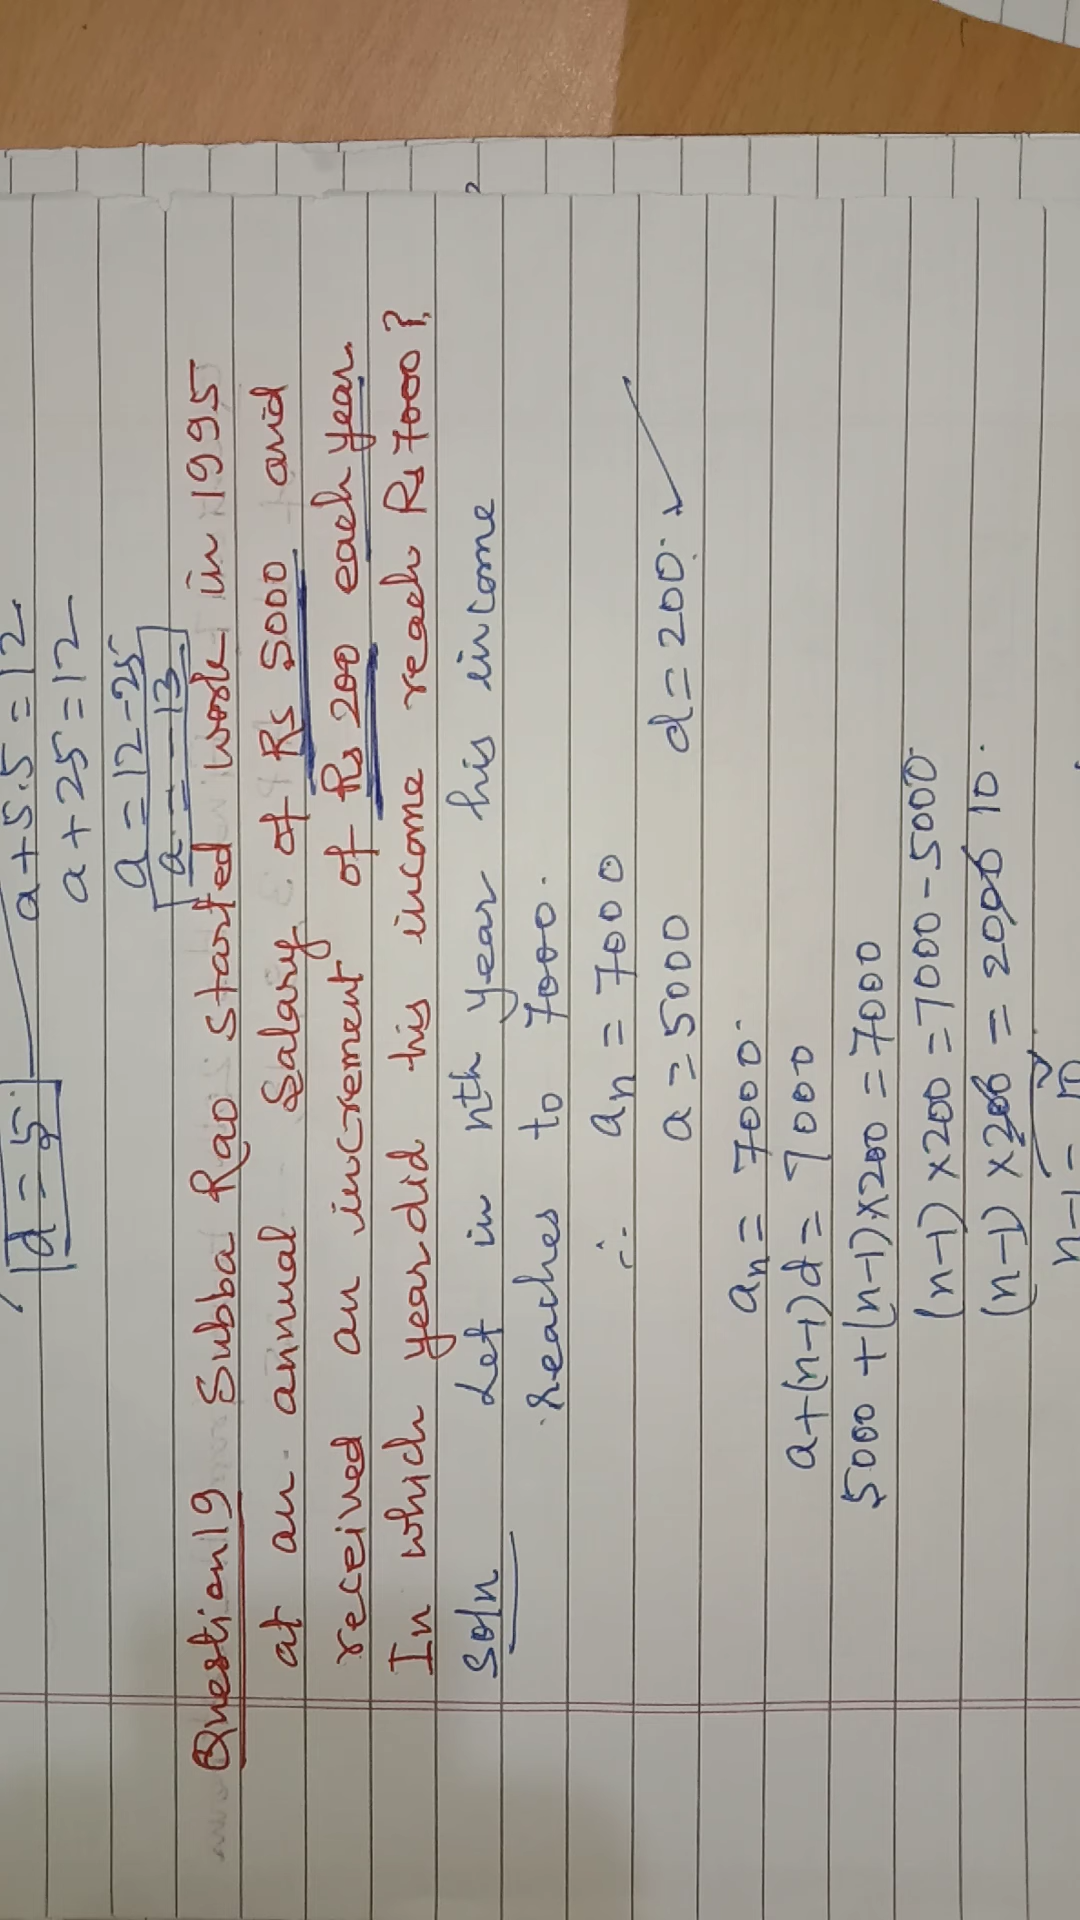 d = 5
a + 5.5 = 12
a + 25 = 12
a = 12 - 25
a = -13
Question 19 Subba Rao started work in 1995
at an annual Salary of Rs 5000 and
received an increment of Rs 200 each year.
In which year did his income reach Rs 7000?
Soln Let in nth year his income
reaches to 7000.
∴ an = 7000
a = 5000 d = 200.
an = 7000.
a + (n-1)d = 7000
5000 + (n-1)×200 = 7000
(n-1)×200 = 7000 - 5000
(n-1)×200 = 2000 10.
n-1 = 10